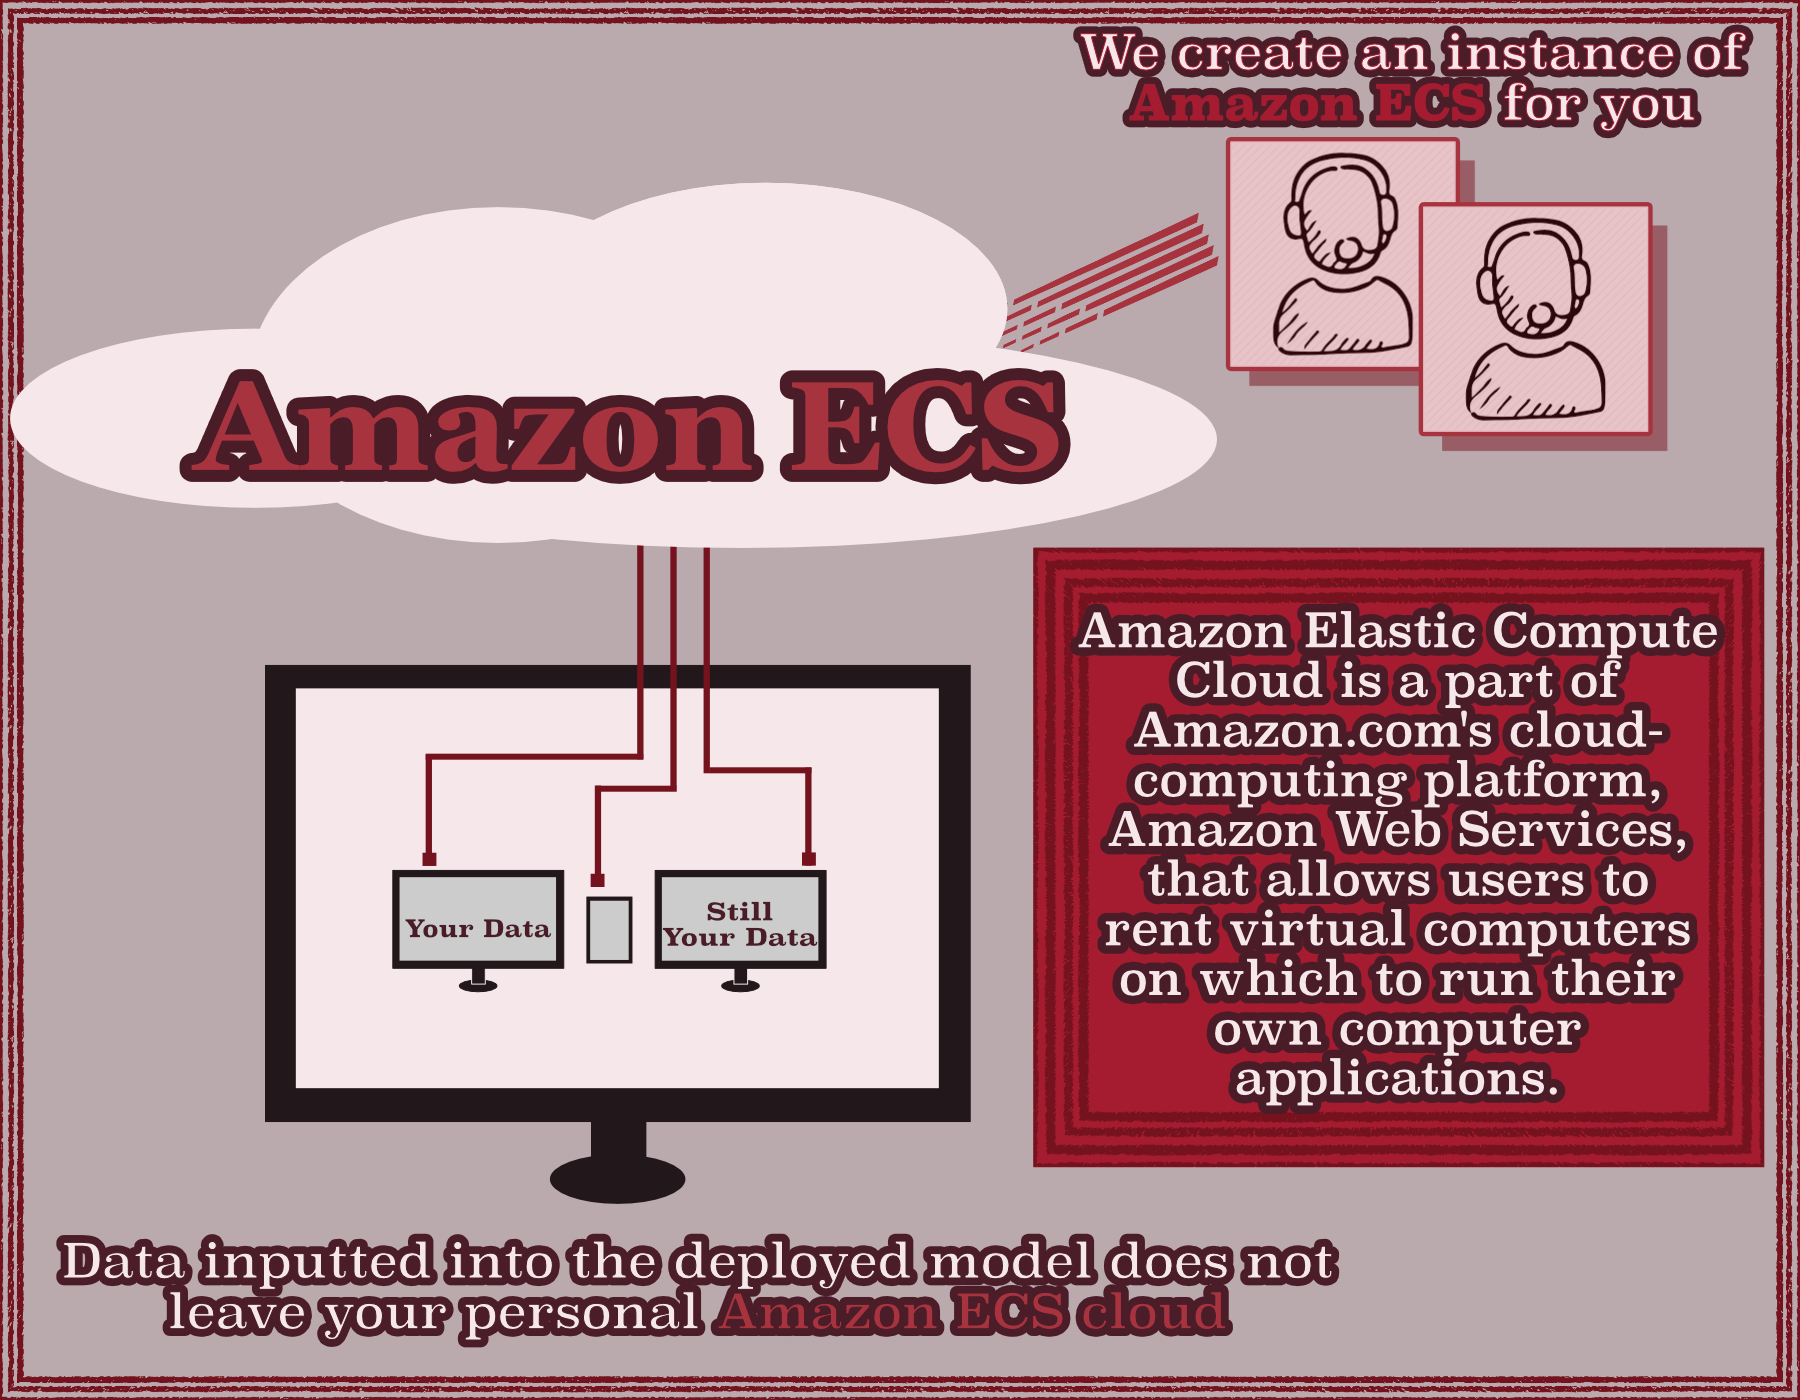 We create an instance of
Amazon ECS for you
Amazon ECS
Amazon Elastic Compute
Cloud is a part of
Amazon.com's cloud-
computing platform,
Amazon Web Services,
that allows users to
rent virtual computers
on which to run their
own computer
applications.
Your Data
Still
Your Data
Data inputted into the deployed model does not
leave your personal Amazon ECS cloud